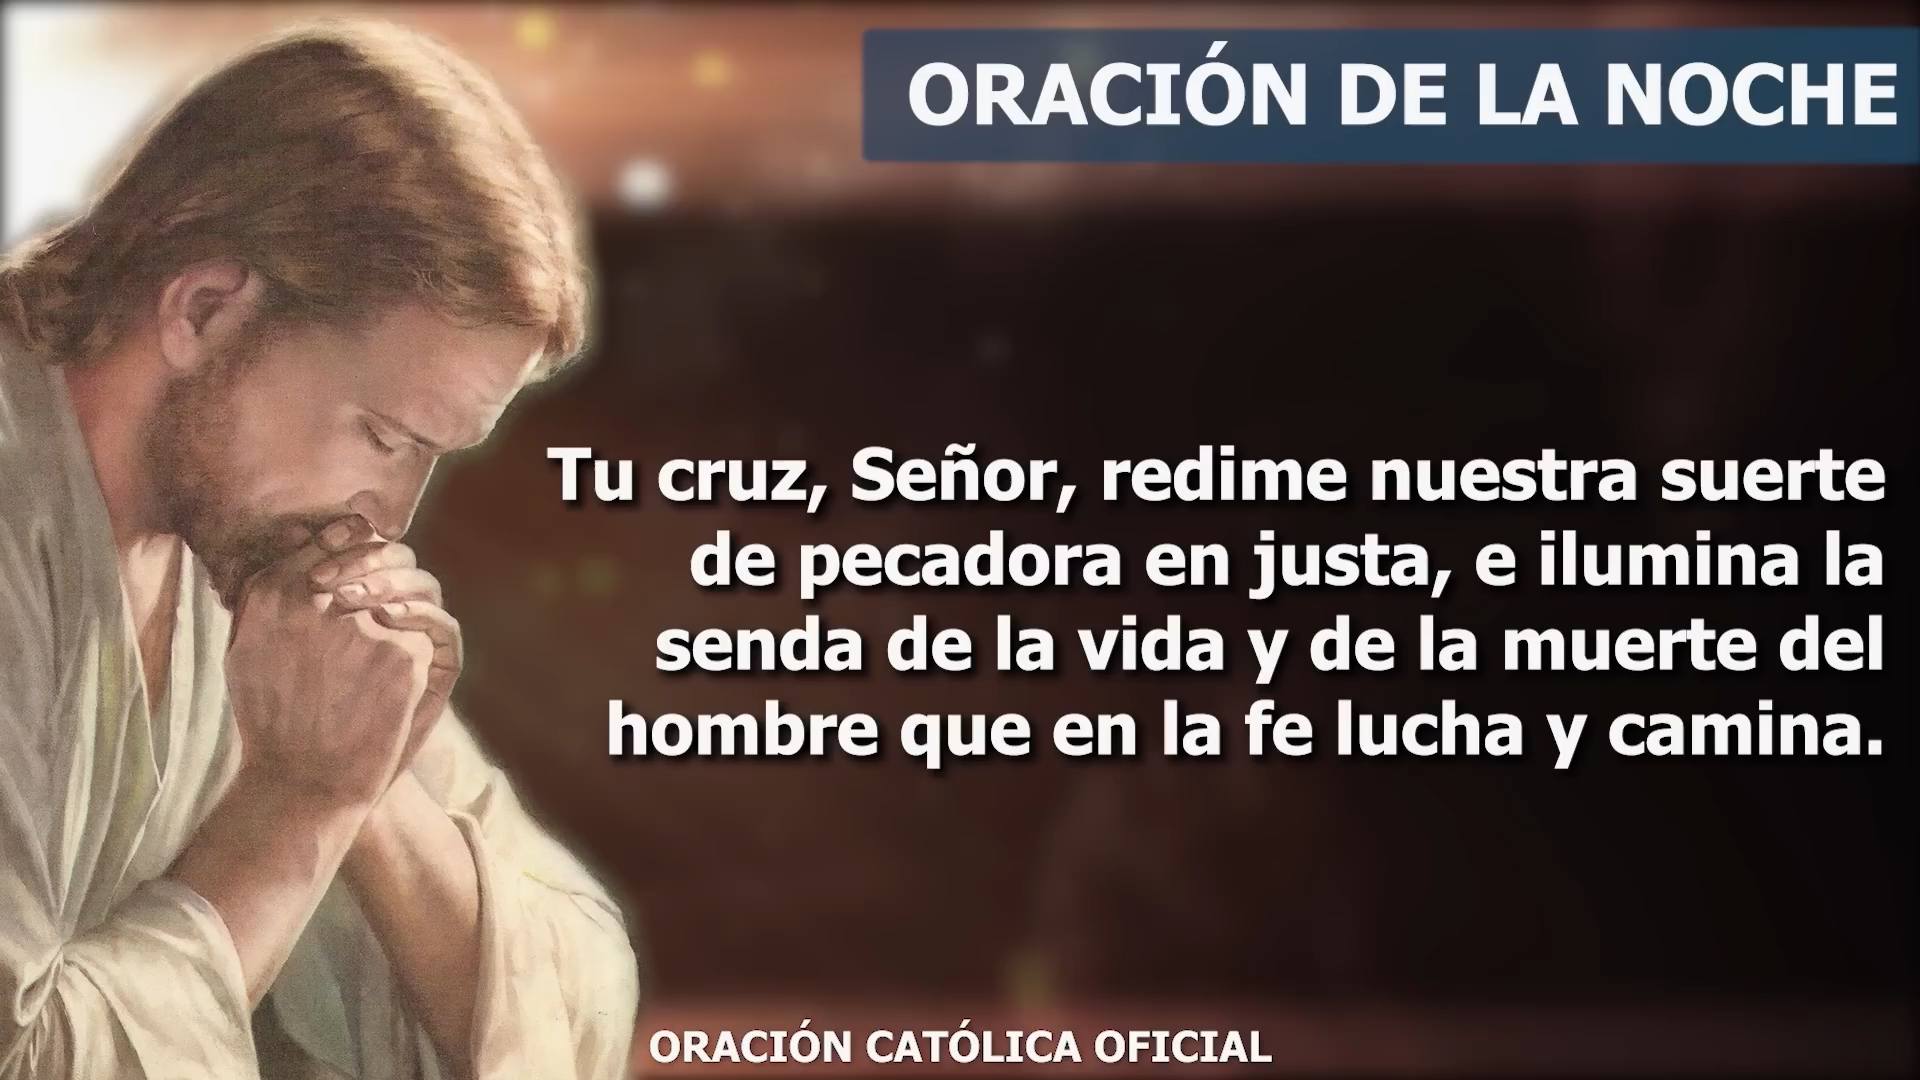 ORACIÓN DE LA NOCHE
Tu cruz, Señor, redime nuestra suerte
de pecadora en justa, e ilumina la
senda de la vida y de la muerte del
hombre que en la fe lucha y camina.
ORACIÓN CATÓLICA OFICIAL